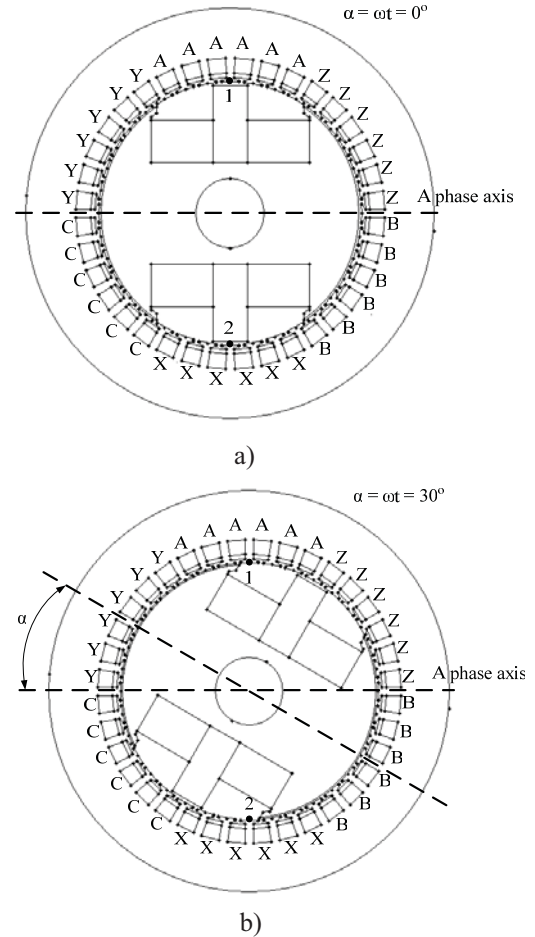 α = ωt = 0°
A A A A A A
Y Z
Y Z
Y Z
Y Z
Y Z
Y Z
1
A phase axis
C B
C B
C B
C B
C B
C B
2
X X X X X X
a)
α = ωt = 30°
A A A A A A
Y Z
Y Z
Y Z
Y Z
Y Z
Y Z
1
α
A phase axis
C B
C B
C B
C B
C B
C B
2
X X X X X X
b)